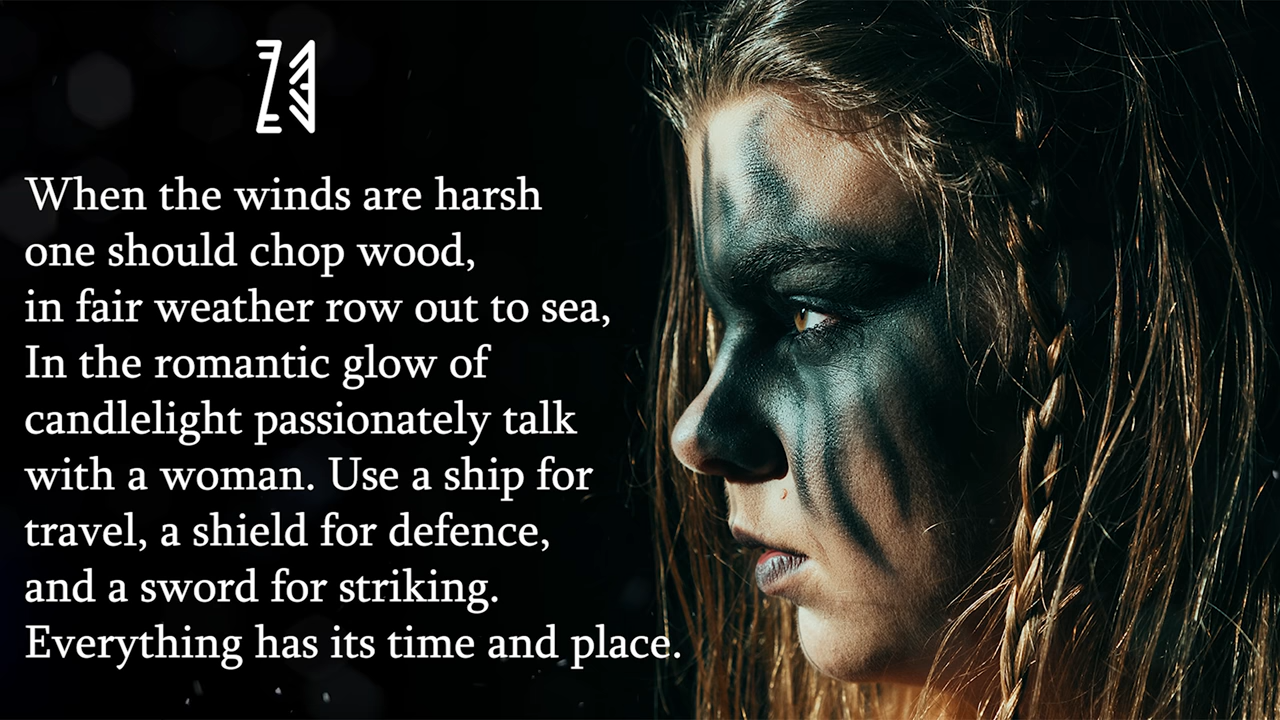 When the winds are harsh
one should chop wood,
in fair weather row out to sea,
In the romantic glow of
candlelight passionately talk
with a woman. Use a ship for
travel, a shield for defence,
and a sword for striking.
Everything has its time and place.